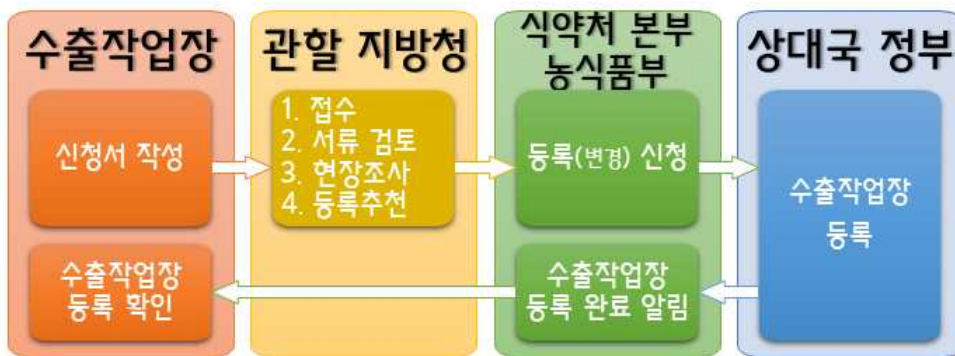 수출작업장
신청서 작성
수출작업장
등록 확인
관할 지방청
1. 접수
2. 서류 검토
3. 현장조사
4. 등록추천
식약처 본부
농식품부
등록(변경) 신청
수출작업장
등록 완료 알림
상대국 정부
수출작업장
등록